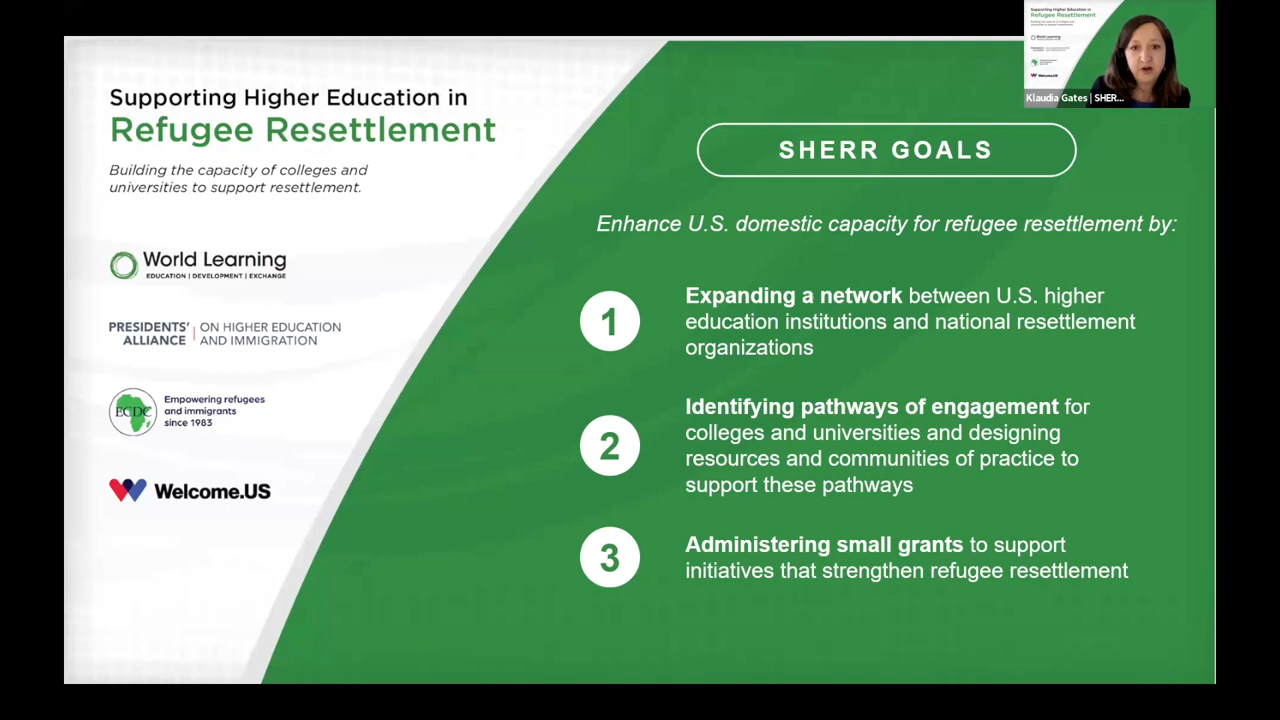 Supporting Higher Education in
Refugee Resettlement
Building the capacity of colleges and
universities to support resettlement.
World Learning
EDUCATION | DEVELOPMENT | EXCHANGE
PRESIDENTS' | ON HIGHER EDUCATION
ALLIANCE | AND IMMIGRATION
ECDC
Empowering refugees
and immigrants
since 1983
Welcome.US
SHERR GOALS
Enhance U.S. domestic capacity for refugee resettlement by:
1
Expanding a network between U.S. higher
education institutions and national resettlement
organizations
2
Identifying pathways of engagement for
colleges and universities and designing
resources and communities of practice to
support these pathways
3
Administering small grants to support
initiatives that strengthen refugee resettlement
Supporting Higher Education in
Refugee Resettlement
World Learning
Welcome.US
Klaudia Gates | SHER...